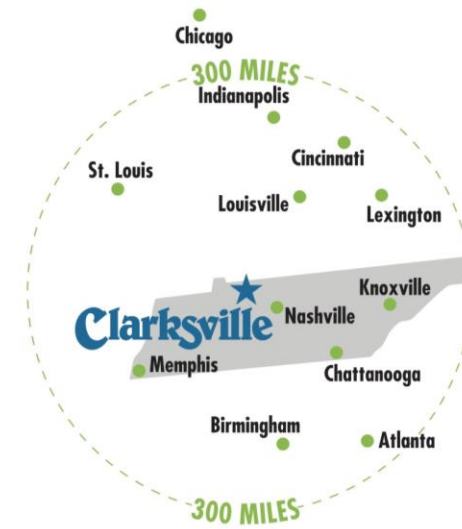 Chicago
300 MILES
Indianapolis
Cincinnati
St. Louis
Louisville
Lexington
Knoxville
Clarksville
Nashville
Memphis
Chattanooga
Birmingham
Atlanta
300 MILES